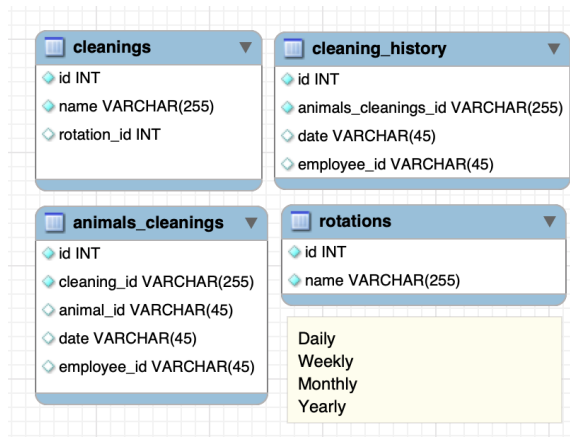 cleanings
id INT
name VARCHAR(255)
rotation_id INT
cleaning_history
id INT
animals_cleanings_id VARCHAR(255)
date VARCHAR(45)
employee_id VARCHAR(45)
animals_cleanings
id INT
cleaning_id VARCHAR(255)
animal_id VARCHAR(45)
date VARCHAR(45)
employee_id VARCHAR(45)
rotations
id INT
name VARCHAR(255)
Daily
Weekly
Monthly
Yearly